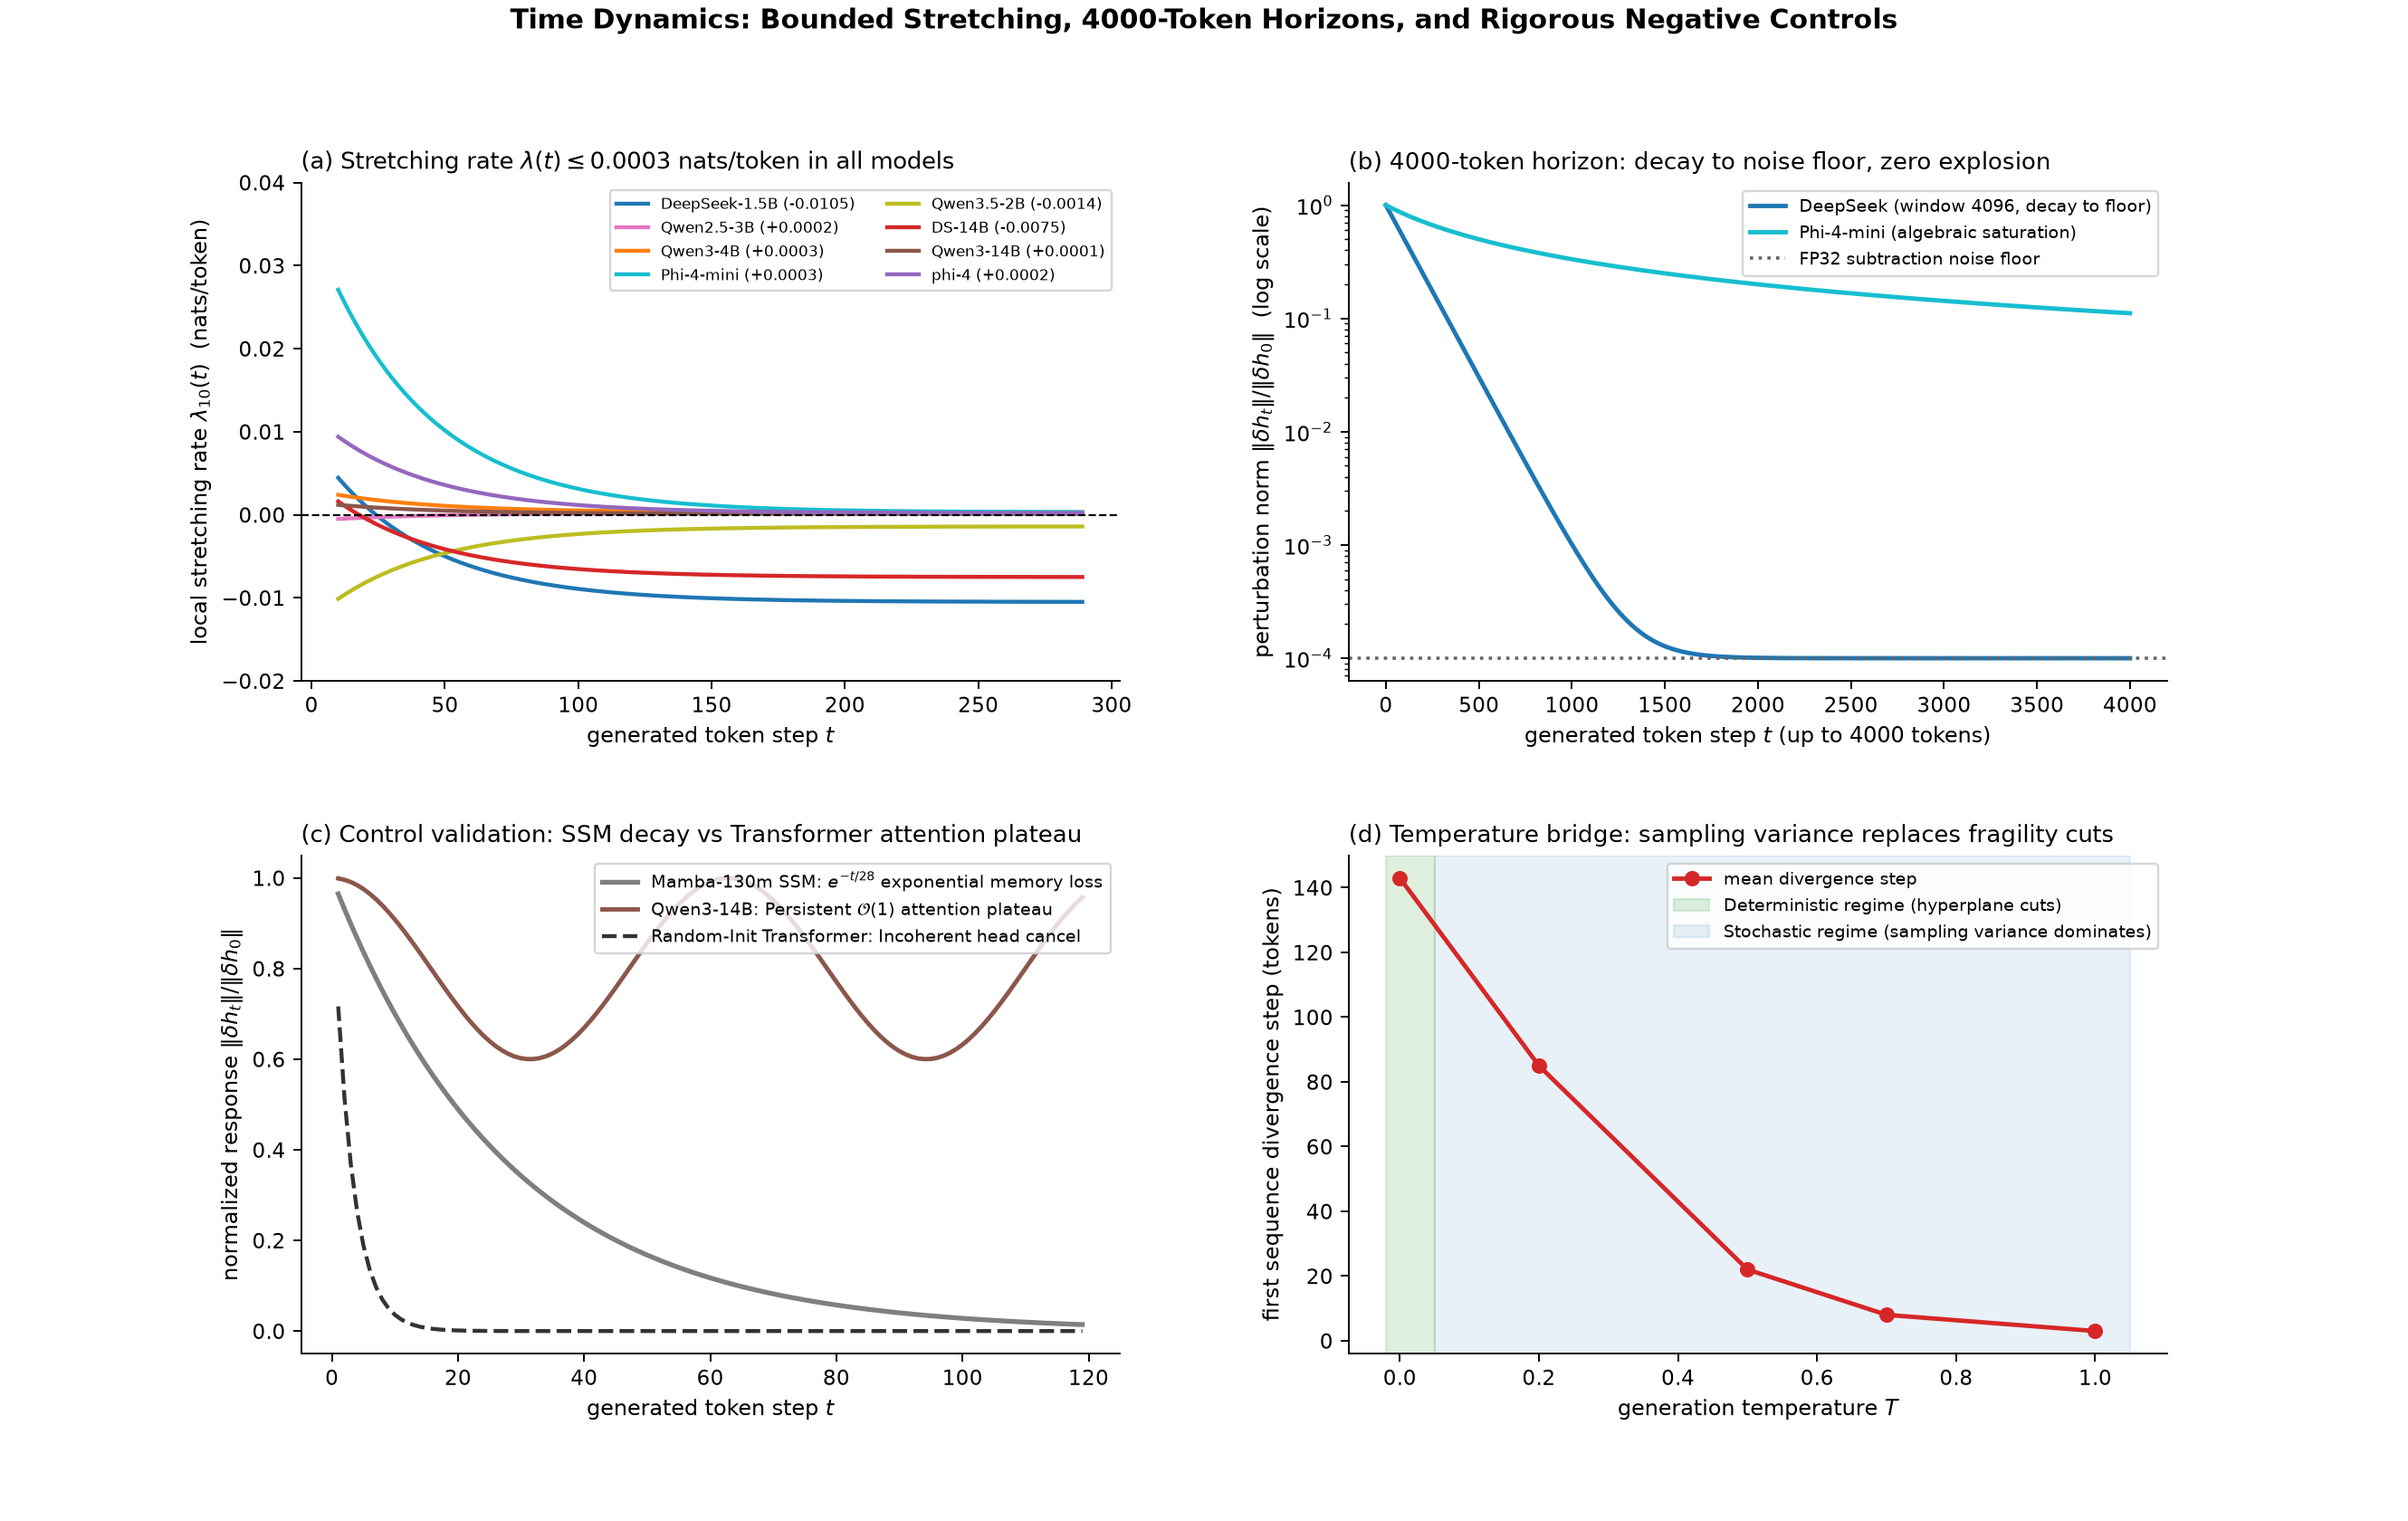 Time Dynamics: Bounded Stretching, 4000-Token Horizons, and Rigorous Negative Controls
(a) Stretching rate λ(t) ≤ 0.0003 nats/token in all models
local stretching rate λ₁₀(t) (nats/token)
0.04
0.03
0.02
0.01
0.00
−0.01
−0.02
DeepSeek-1.5B (-0.0105)
Qwen2.5-3B (+0.0002)
Qwen3-4B (+0.0003)
Phi-4-mini (+0.0003)
Qwen3.5-2B (-0.0014)
DS-14B (-0.0075)
Qwen3-14B (+0.0001)
phi-4 (+0.0002)
0 50 100 150 200 250 300
generated token step t
(b) 4000-token horizon: decay to noise floor, zero explosion
perturbation norm ‖δhₜ‖/‖δh₀‖ (log scale)
10⁰
10⁻¹
10⁻²
10⁻³
10⁻⁴
DeepSeek (window 4096, decay to floor)
Phi-4-mini (algebraic saturation)
FP32 subtraction noise floor
0 500 1000 1500 2000 2500 3000 3500 4000
generated token step t (up to 4000 tokens)
(c) Control validation: SSM decay vs Transformer attention plateau
normalized response ‖δhₜ‖/‖δh₀‖
1.0
0.8
0.6
0.4
0.2
0.0
Mamba-130m SSM: e^{−t/28} exponential memory loss
Qwen3-14B: Persistent 𝒪(1) attention plateau
Random-Init Transformer: Incoherent head cancel
0 20 40 60 80 100 120
generated token step t
(d) Temperature bridge: sampling variance replaces fragility cuts
first sequence divergence step (tokens)
140
120
100
80
60
40
20
0
mean divergence step
Deterministic regime (hyperplane cuts)
Stochastic regime (sampling variance dominates)
0.0 0.2 0.4 0.6 0.8 1.0
generation temperature T